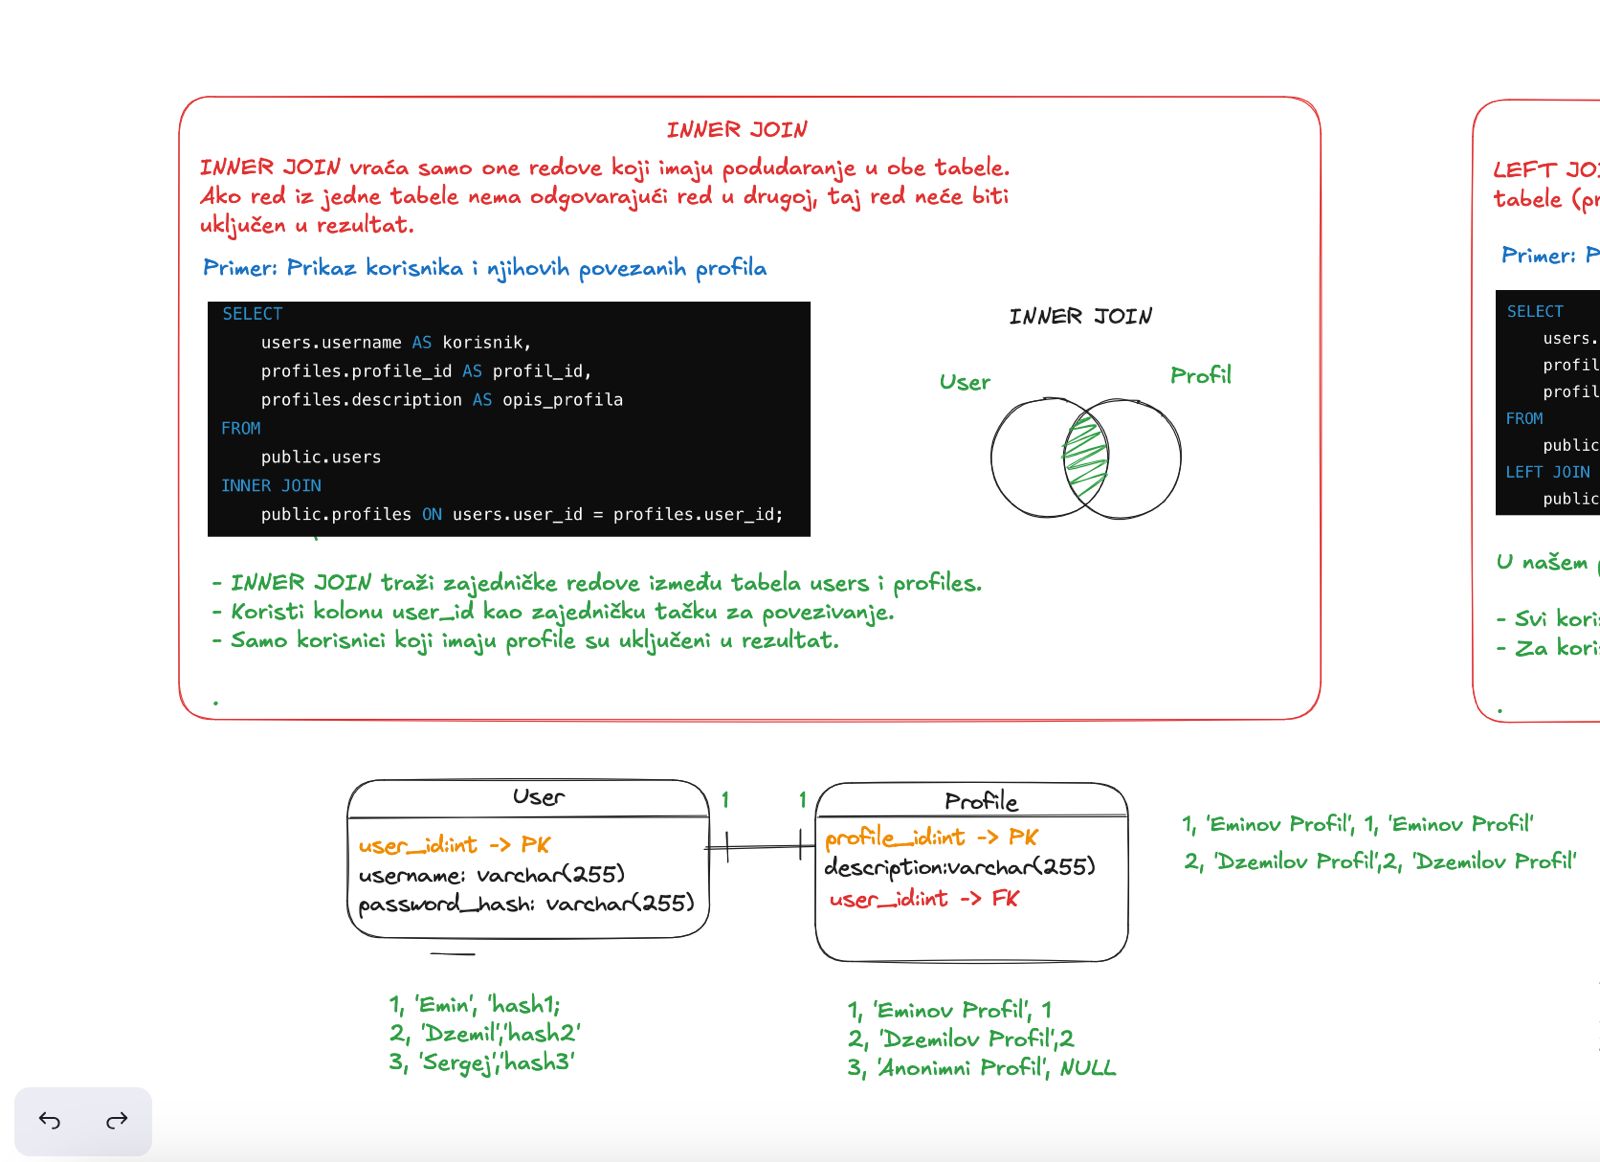 INNER JOIN
INNER JOIN vraća samo one redove koji imaju podudaranje u obe tabele.
Ako red iz jedne tabele nema odgovarajući red u drugoj, taj red neće biti
uključen u rezultat.
Primer: Prikaz korisnika i njihovih povezanih profila
SELECT
users.username AS korisnik,
profiles.profile_id AS profil_id,
profiles.description AS opis_profila
FROM
public.users
INNER JOIN
public.profiles ON users.user_id = profiles.user_id;
INNER JOIN
User
Profil
- INNER JOIN traži zajedničke redove između tabela users i profiles.
- Koristi kolonu user_id kao zajedničku tačku za povezivanje.
- Samo korisnici koji imaju profile su uključeni u rezultat.
.
LEFT
tabele
Primer:
SELECT
users.
FROM
LEFT JOIN
U našem
- Svi
- Za
.
User
user_id:int -> PK
username: varchar(255)
password_hash: varchar(255)
1
1
Profile
profile_id:int -> PK
description:varchar(255)
user_id:int -> FK
1, 'Eminov Profil', 1, 'Eminov Profil'
2, 'Dzemilov Profil',2, 'Dzemilov Profil'
1, 'Emin', 'hash1;
2, 'Dzemil','hash2'
3, 'Sergej','hash3'
1, 'Eminov Profil', 1
2, 'Dzemilov Profil',2
3, 'Anonimni Profil', NULL